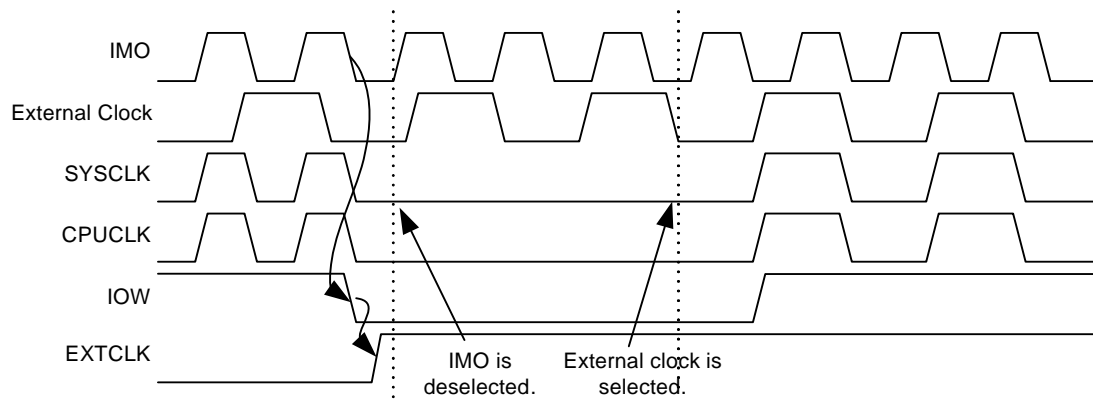 IMO
External Clock
SYSCLK
CPUCLK
IOW
EXTCLK
IMO is
deselected.
External clock is
selected.